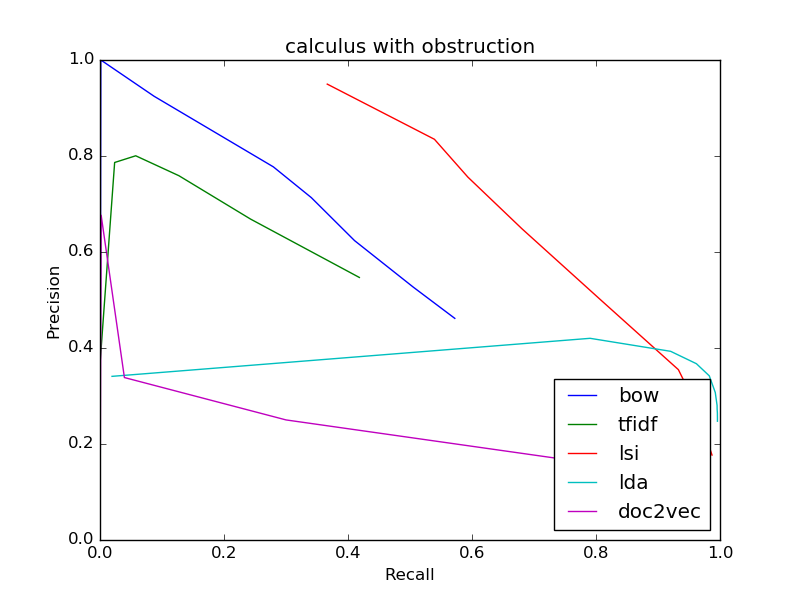 calculus with obstruction
1.0
0.8
0.6
0.4
0.2
0.0
Precision
bow
tfidf
lsi
lda
doc2vec
0.0 0.2 0.4 0.6 0.8 1.0
Recall